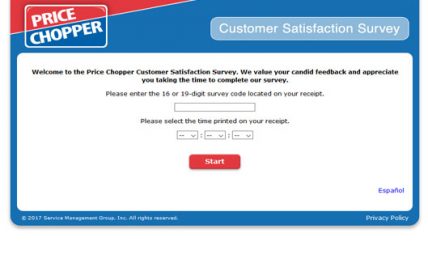 PRICE
CHOPPER
Customer Satisfaction Survey
Welcome to the Price Chopper Customer Satisfaction Survey. We value your candid feedback and appreciate
you taking the time to complete our survey.
Please enter the 16 or 19-digit survey code located on your receipt.
Please select the time printed on your receipt.
-- : -- : --
Start
Español
© 2017 Service Management Group, Inc. All rights reserved.
Privacy Policy